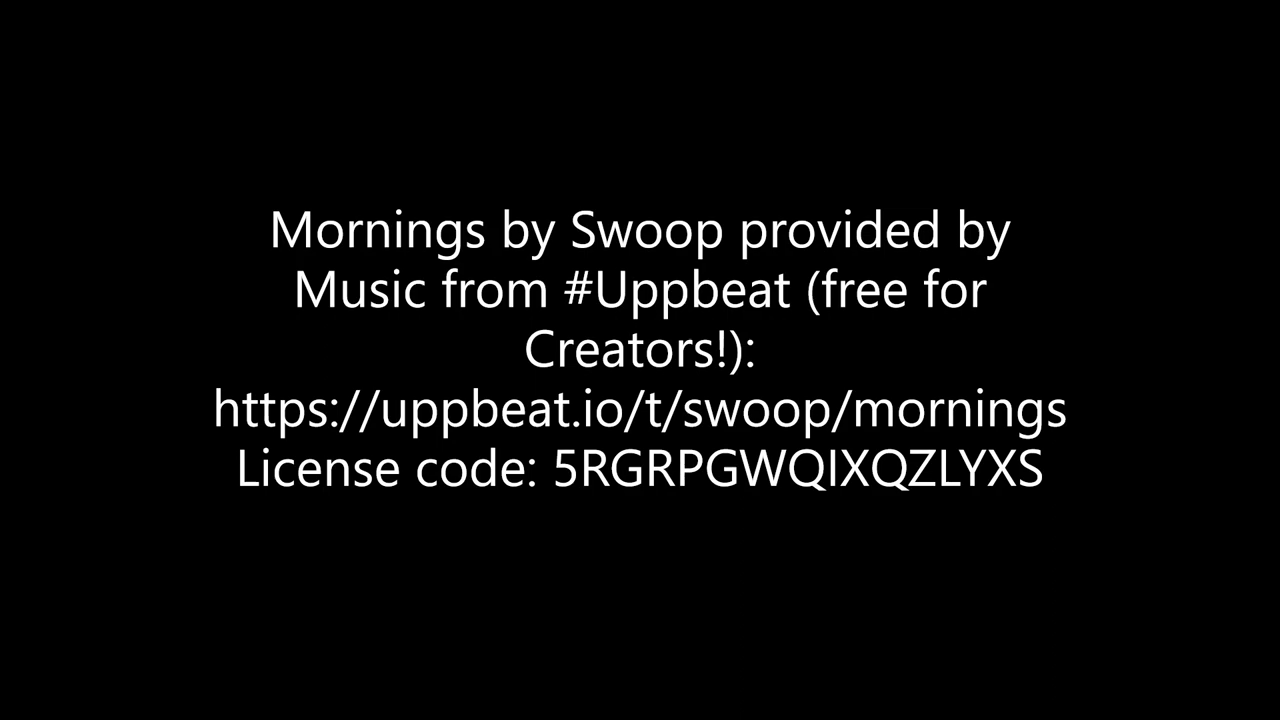 Mornings by Swoop provided by
Music from #Uppbeat (free for
Creators!):
https://uppbeat.io/t/swoop/mornings
License code: 5RGRPGWQIXQZLYXS